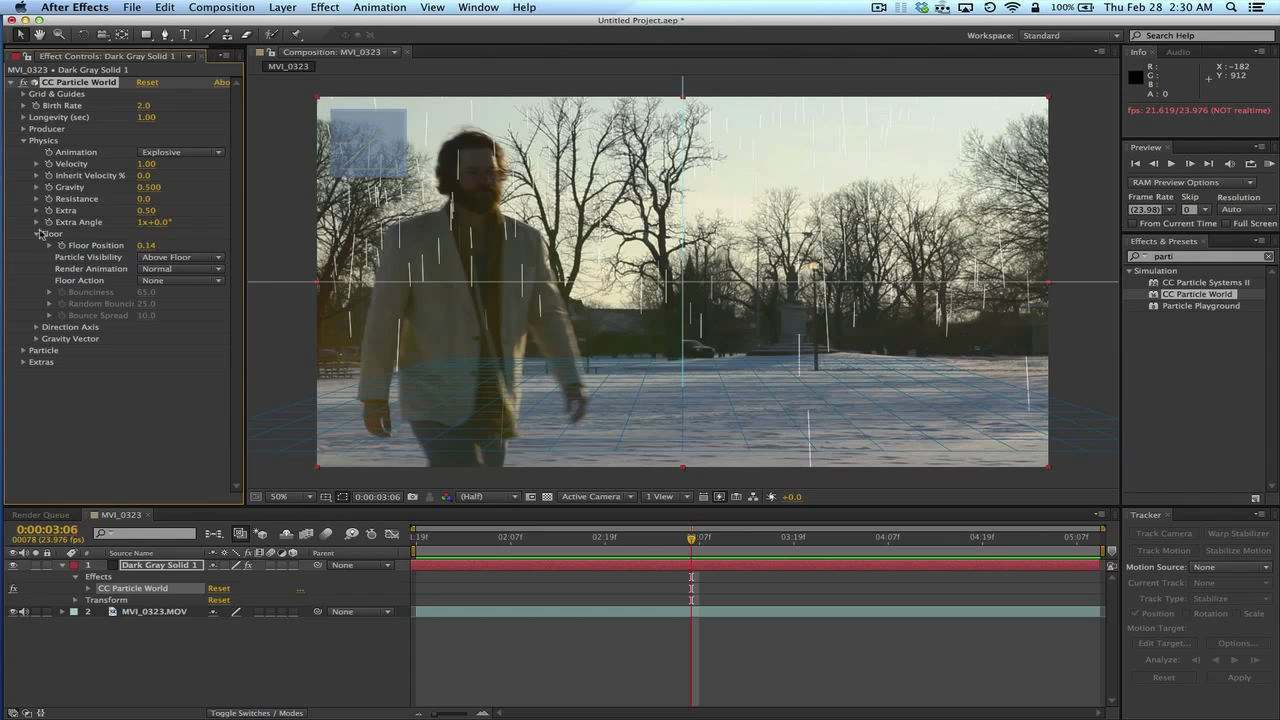 After Effects File Edit Composition Layer Effect Animation View Window Help 100% Thu Feb 28 2:30 AM
Untitled Project.aep *
Workspace: Standard Search Help
Effect Controls: Dark Gray Solid 1
MVI_0323 • Dark Gray Solid 1
fx CC Particle World Reset Abo
Grid & Guides
Birth Rate 2.0
Longevity (sec) 1.00
Producer
Physics
Animation Explosive
Velocity 1.00
Inherit Velocity % 0.0
Gravity 0.500
Resistance 0.0
Extra 0.50
Extra Angle 1x+0.0°
Floor
Floor Position 0.14
Particle Visibility Above Floor
Render Animation Normal
Floor Action None
Bounciness 65.0
Random Bounci 25.0
Bounce Spread 10.0
Direction Axis
Gravity Vector
Particle
Extras
Composition: MVI_0323
MVI_0323
50% 0:00:03:06 (Half) Active Camera 1 View +0.0
Info Audio
R : X : -182
G : Y : 912
B :
A : 0
fps: 21.619/23.976 (NOT realtime)
Preview
RAM Preview Options
Frame Rate Skip Resolution
(23.98) 0 Auto
From Current Time Full Screen
Effects & Presets
parti
Simulation
CC Particle Systems II
CC Particle World
Particle Playground
Render Queue MVI_0323
0:00:03:06
00078 (23.976 fps)
# Source Name Parent
1 Dark Gray Solid 1 fx None
Effects
fx CC Particle World Reset ...
Transform Reset
2 MVI_0323.MOV None
Toggle Switches / Modes
:19f 02:07f 02:19f :07f 03:19f 04:07f 04:19f 05:07f
Tracker
Track Camera Warp Stabilizer
Track Motion Stabilize Motion
Motion Source: None
Current Track: None
Track Type: Stabilize
Position Rotation Scale
Motion Target:
Edit Target... Options...
Analyze:
Reset Apply